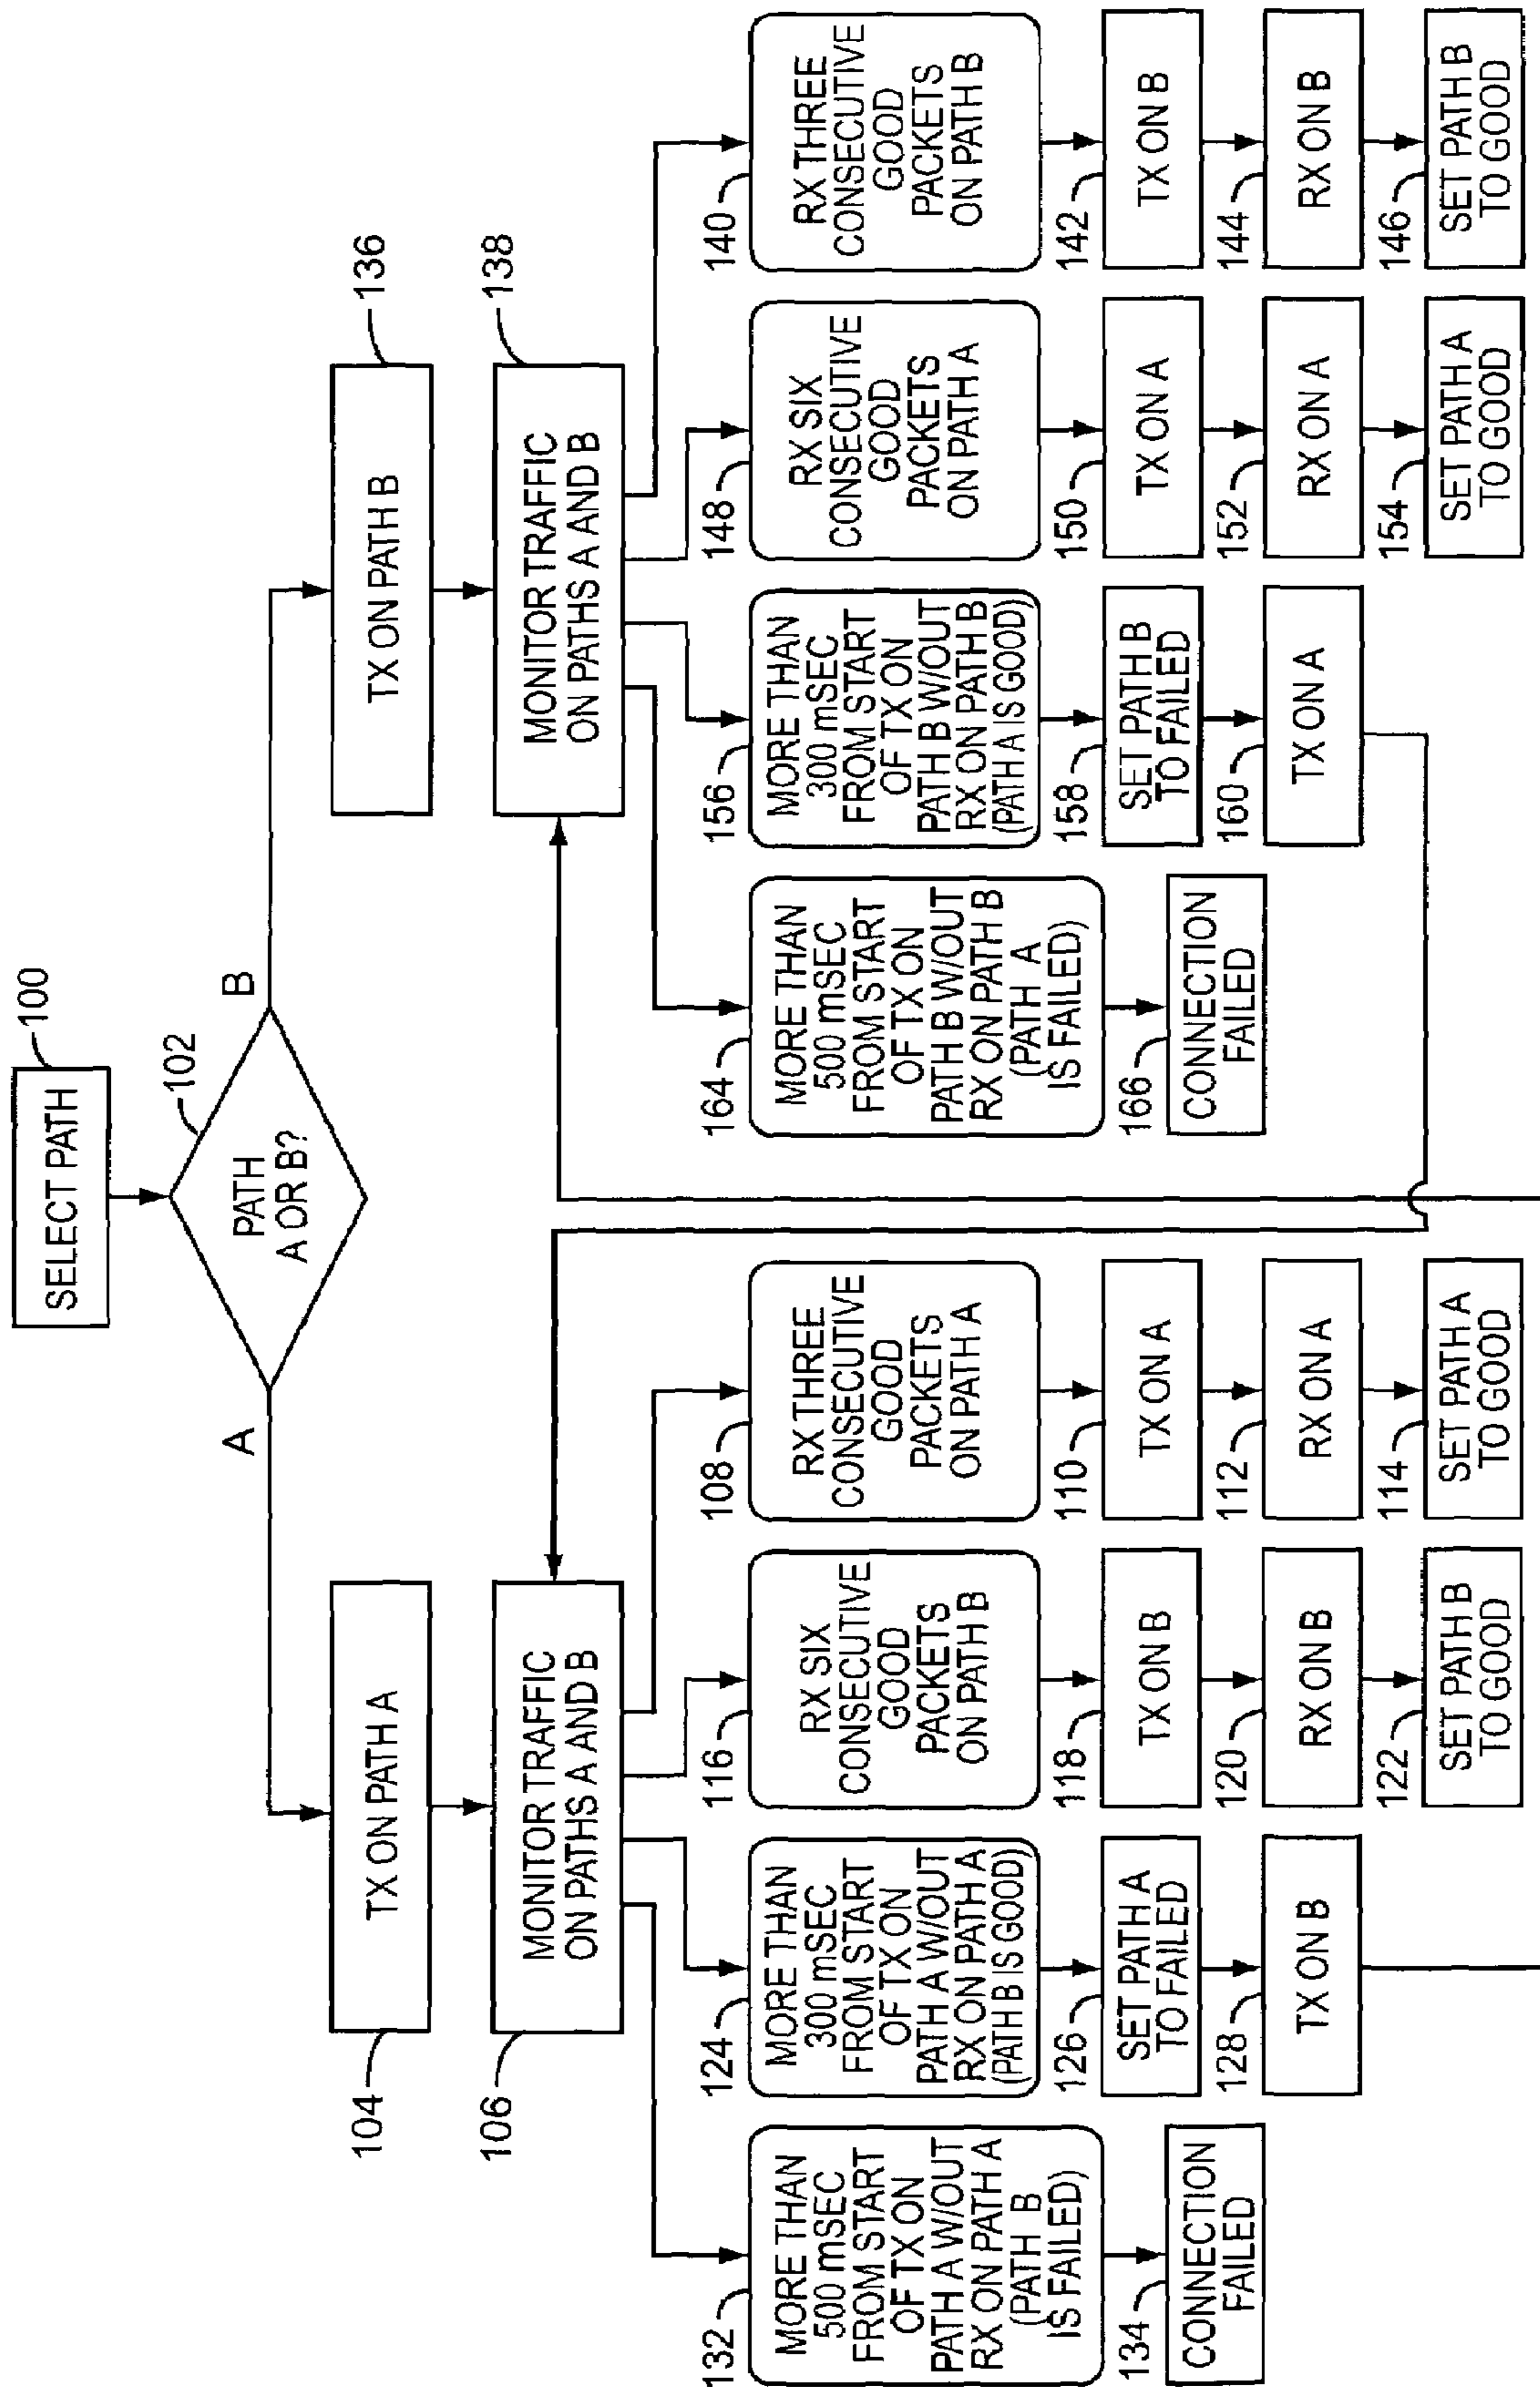 100
SELECT PATH
102
PATH
A OR B?
A
B
104
TX ON PATH A
136
TX ON PATH B
106
MONITOR TRAFFIC
ON PATHS A AND B
138
MONITOR TRAFFIC
ON PATHS A AND B
132
MORE THAN
500 mSEC
FROM START
OF TX ON
PATH A W/OUT
RX ON PATH A
(PATH B
IS FAILED)
134
CONNECTION
FAILED
124
MORE THAN
300 mSEC
FROM START
OF TX ON
PATH A W/OUT
RX ON PATH A
(PATH B IS GOOD)
126
SET PATH A
TO FAILED
128
TX ON B
116
RX SIX
CONSECUTIVE
GOOD
PACKETS
ON PATH B
118
TX ON B
120
RX ON B
122
SET PATH B
TO GOOD
108
RX THREE
CONSECUTIVE
GOOD
PACKETS
ON PATH A
110
TX ON A
112
RX ON A
114
SET PATH A
TO GOOD
164
MORE THAN
500 mSEC
FROM START
OF TX ON
PATH B W/OUT
RX ON PATH B
(PATH A
IS FAILED)
166
CONNECTION
FAILED
156
MORE THAN
300 mSEC
FROM START
OF TX ON
PATH B W/OUT
RX ON PATH B
(PATH A IS GOOD)
158
SET PATH B
TO FAILED
160
TX ON A
148
RX SIX
CONSECUTIVE
GOOD
PACKETS
ON PATH A
150
TX ON A
152
RX ON A
154
SET PATH A
TO GOOD
140
RX THREE
CONSECUTIVE
GOOD
PACKETS
ON PATH B
142
TX ON B
144
RX ON B
146
SET PATH B
TO GOOD